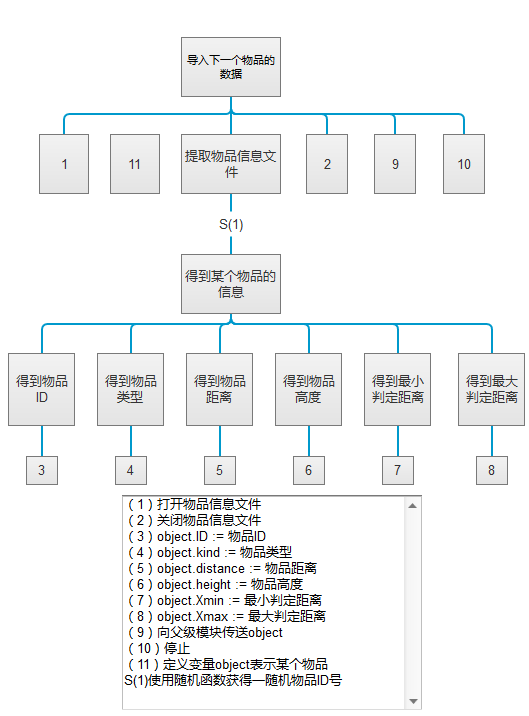 导入下一个物品的
数据
1
11
提取物品信息文
件
2
9
10
S(1)
得到某个物品的
信息
得到物品
ID
得到物品
类型
得到物品
距离
得到物品
高度
得到最小
判定距离
得到最大
判定距离
3
4
5
6
7
8
（1）打开物品信息文件
（2）关闭物品信息文件
（3）object.ID := 物品ID
（4）object.kind := 物品类型
（5）object.distance := 物品距离
（6）object.height := 物品高度
（7）object.Xmin := 最小判定距离
（8）object.Xmax := 最大判定距离
（9）向父级模块传送object
（10）停止
（11）定义变量object表示某个物品
S(1)使用随机函数获得一随机物品ID号